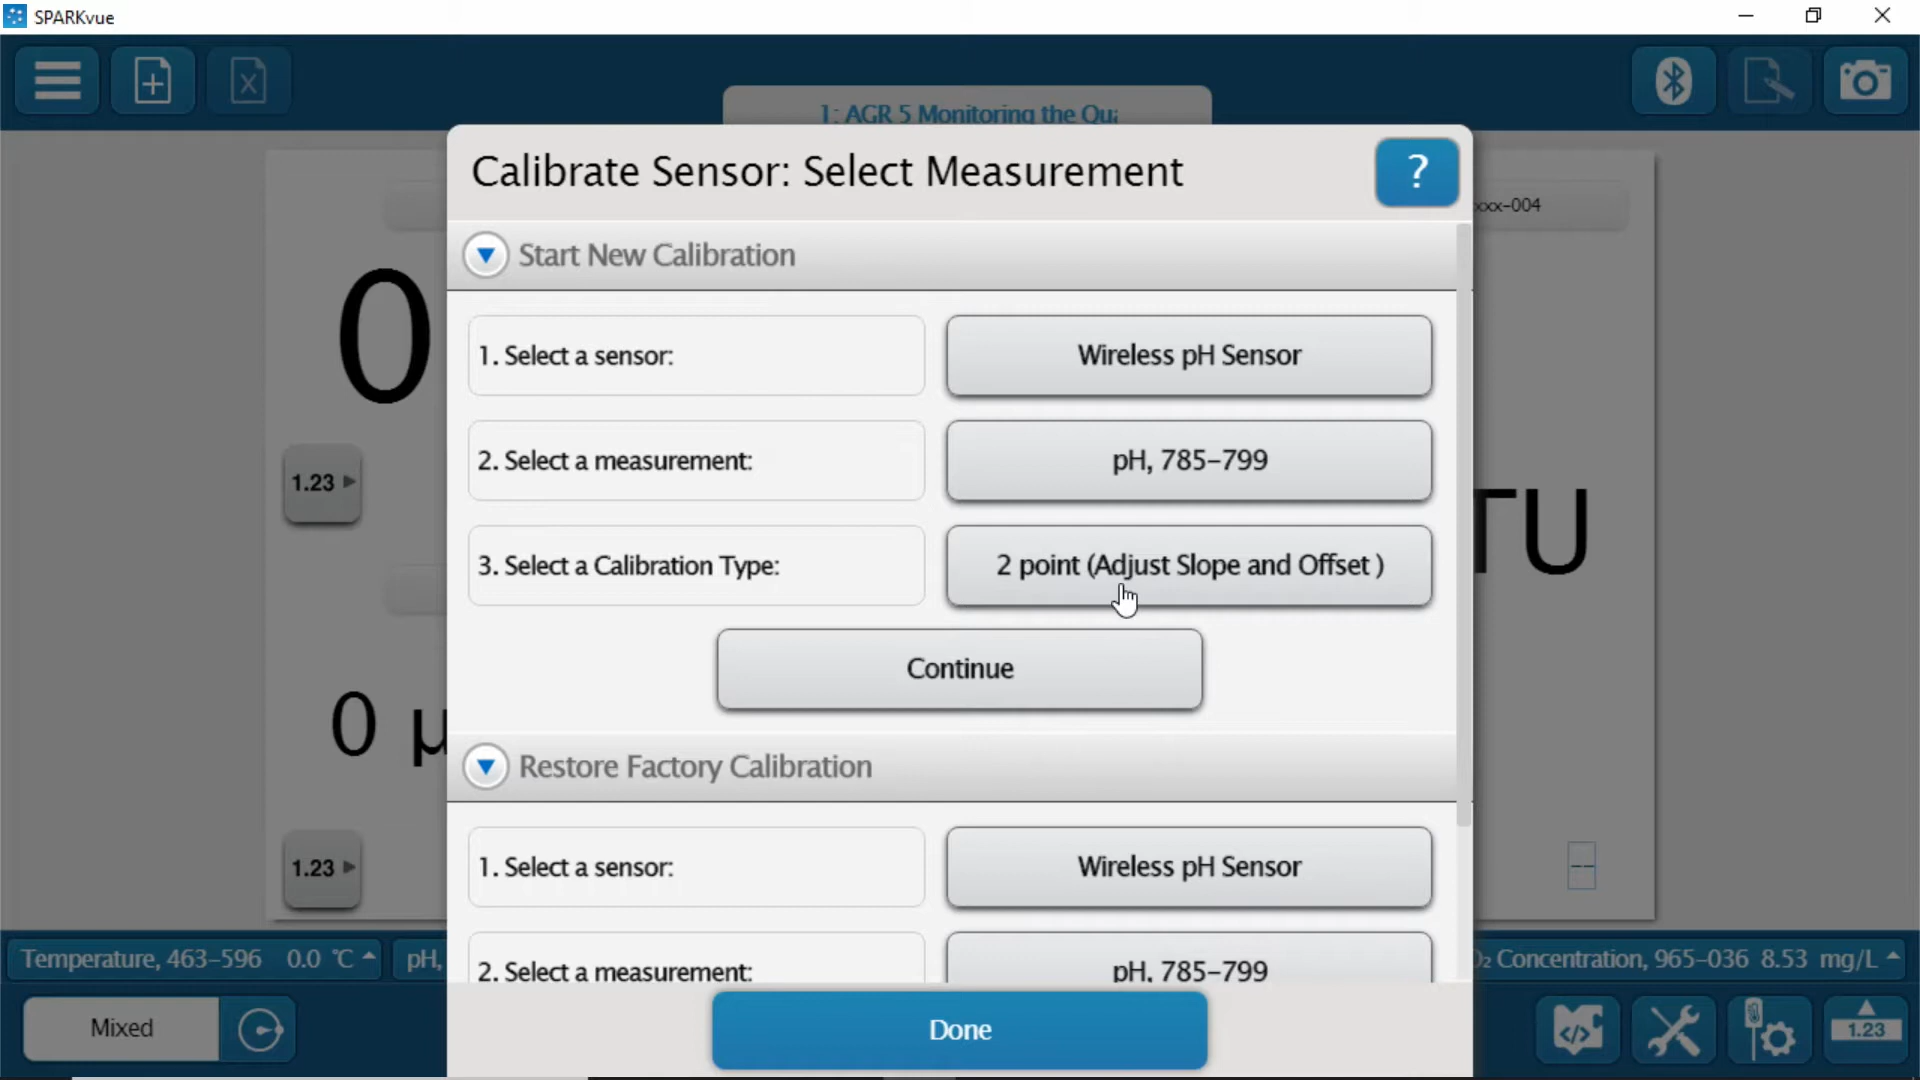 SPARKvue
1: AGR 5 Monitoring the Qua
Calibrate Sensor: Select Measurement
?
xxx-004
Start New Calibration
0
1. Select a sensor:
Wireless pH Sensor
2. Select a measurement:
pH, 785-799
1.23
TU
3. Select a Calibration Type:
2 point (Adjust Slope and Offset )
Continue
0 µ
Restore Factory Calibration
1.23
1. Select a sensor:
Wireless pH Sensor
--
Temperature, 463-596 0.0 °C
pH,
2. Select a measurement:
pH, 785-799
O₂ Concentration, 965-036 8.53 mg/L
Mixed
Done
1.23